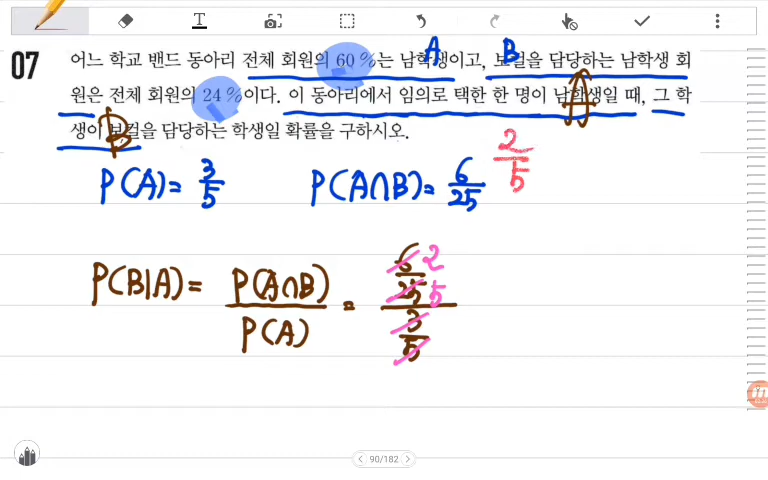 07
어느 학교 밴드 동아리 전체 회원의 60 %는 남학생이고, 보컬을 담당하는 남학생 회
원은 전체 회원의 24 %이다. 이 동아리에서 임의로 택한 한 명이 남학생일 때, 그 학
생이 보컬을 담당하는 학생일 확률을 구하시오.
A
B
A
B
P(A)= 3/5
P(A∩B)= 6/25
2/5
P(B|A)= P(A∩B)/P(A) = 6/25 / 3/5
2
5
90/182